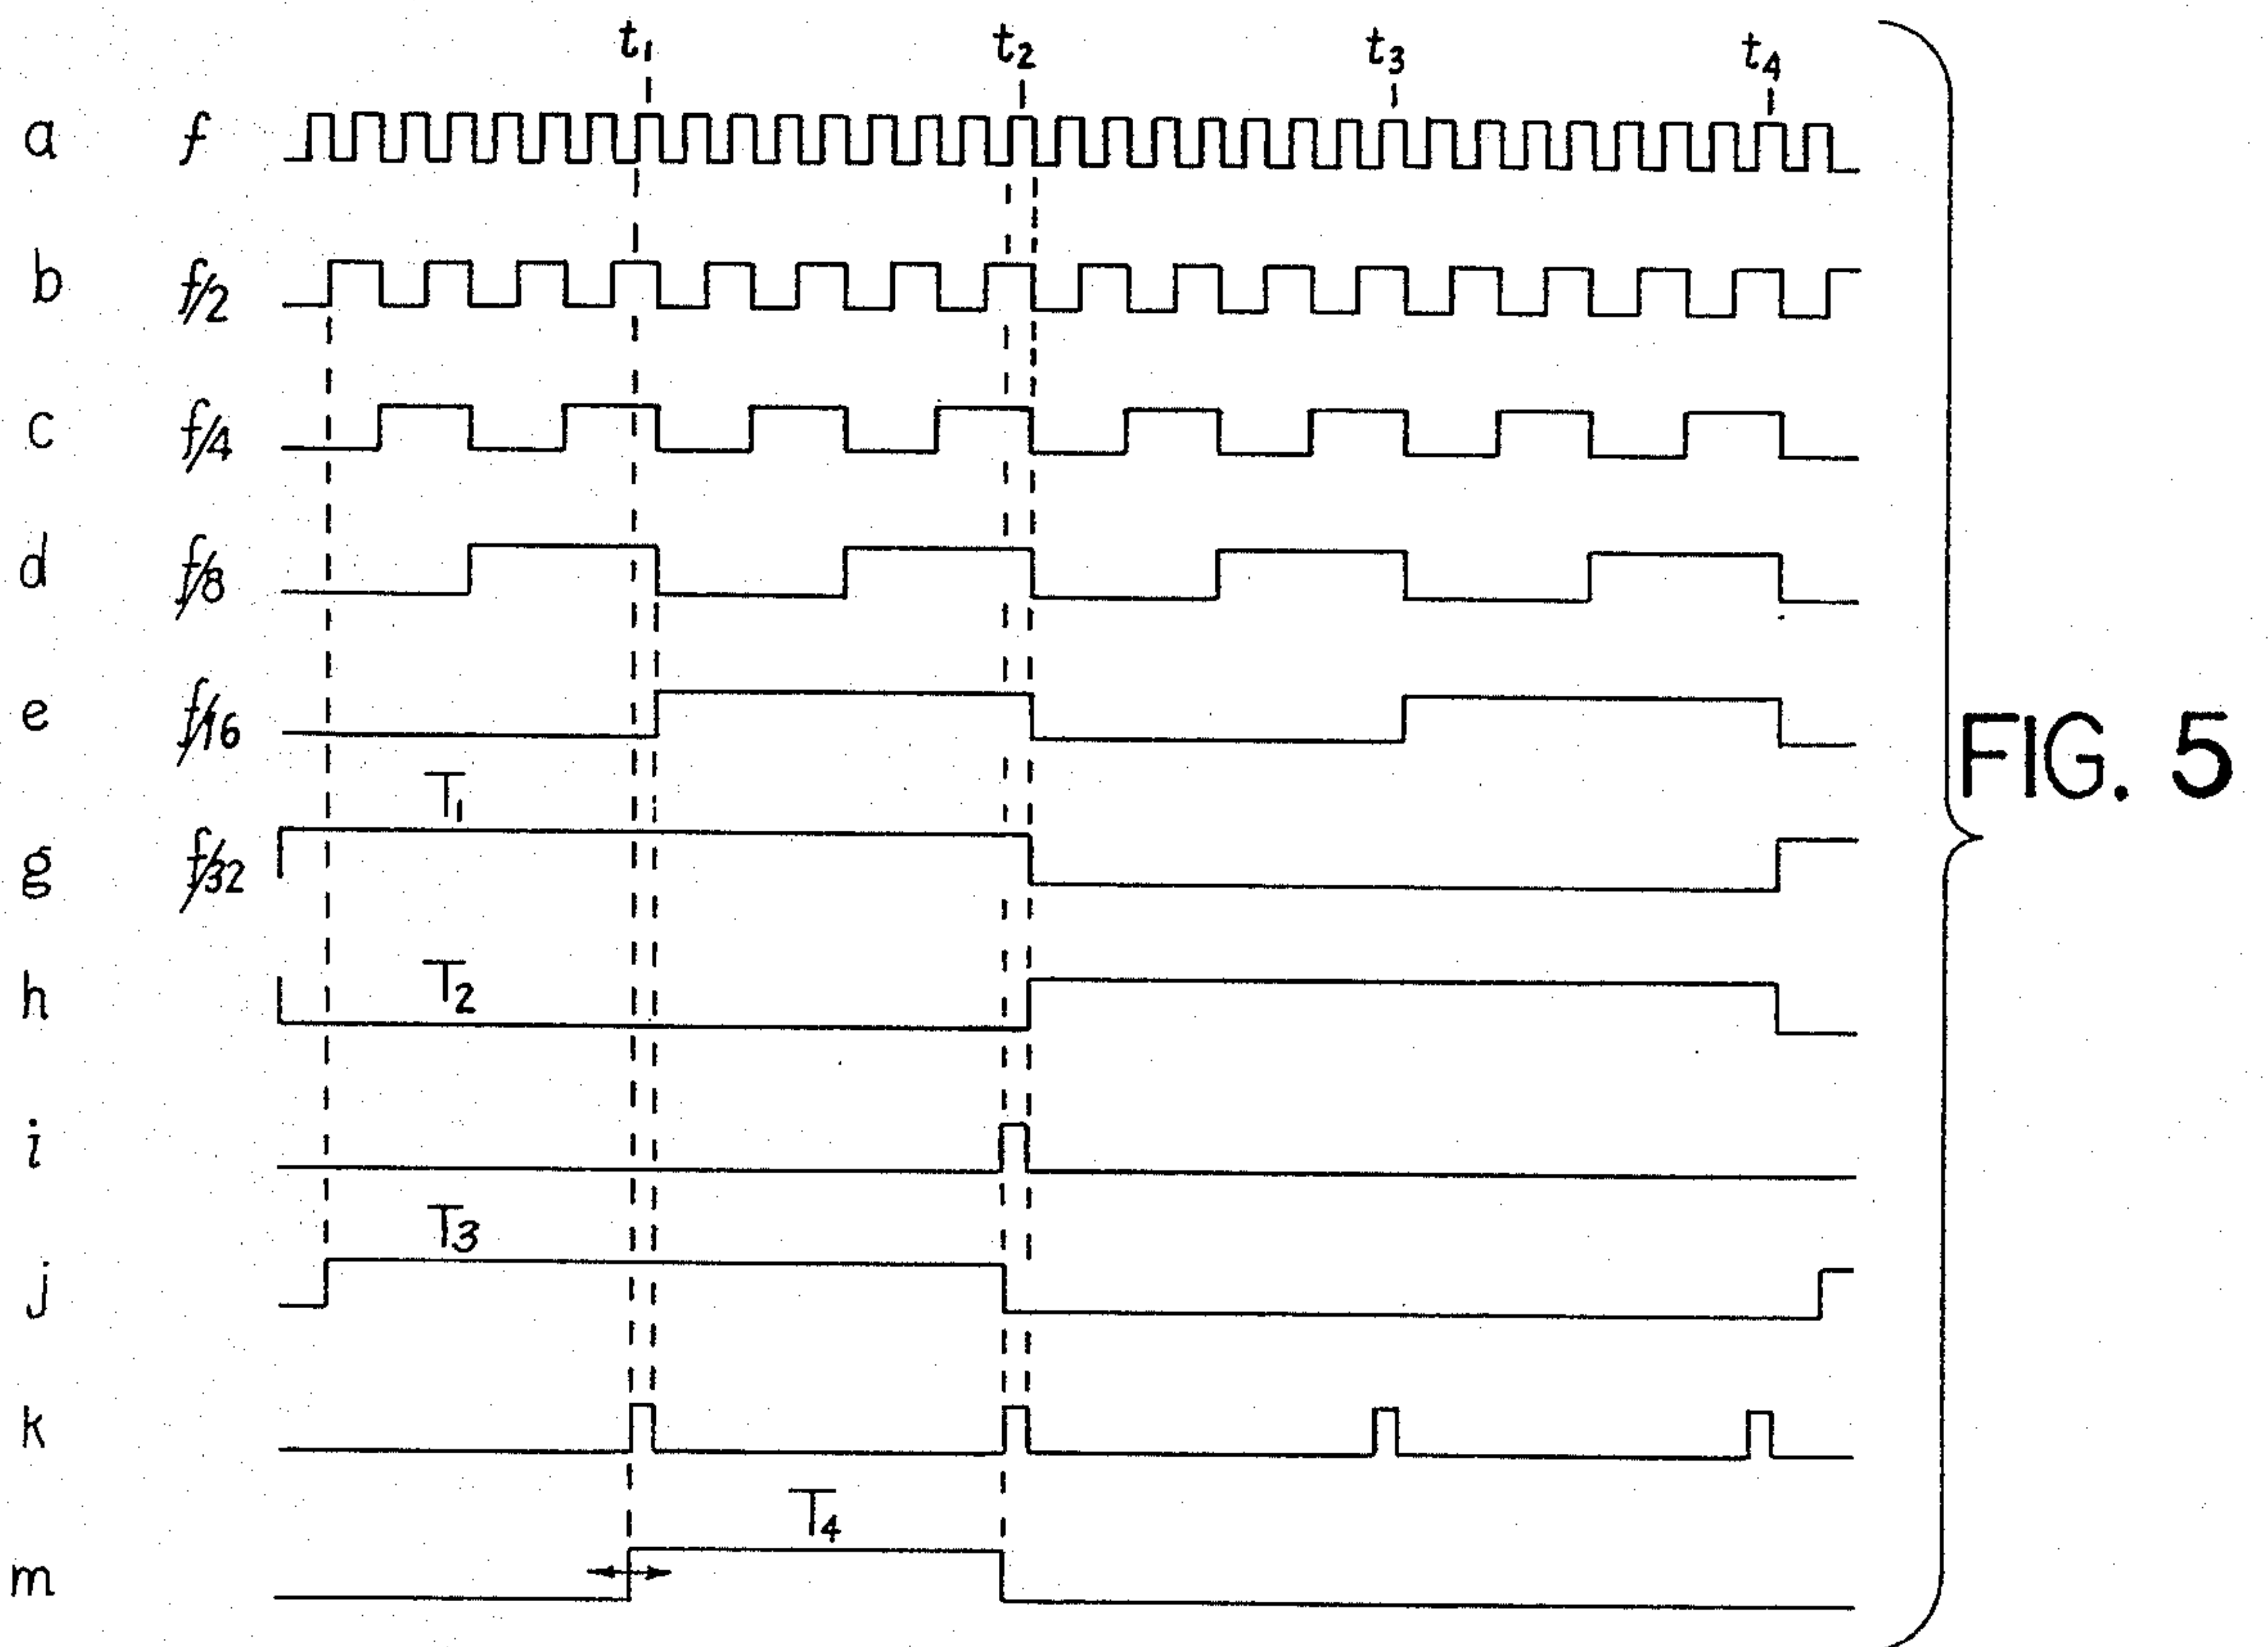 t₁ t₂ t₃ t₄
a f
b f/2
c f/4
d f/8
e f/16
FIG. 5
T₁
g f/32
h T₂
i
T₃
j
k
T₄
m